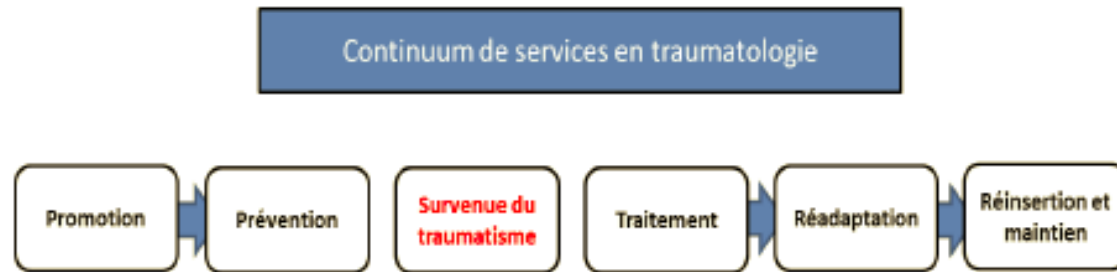 Continuum de services en traumatologie
Promotion
Prévention
Survenue du
traumatisme
Traitement
Réadaptation
Réinsertion et
maintien